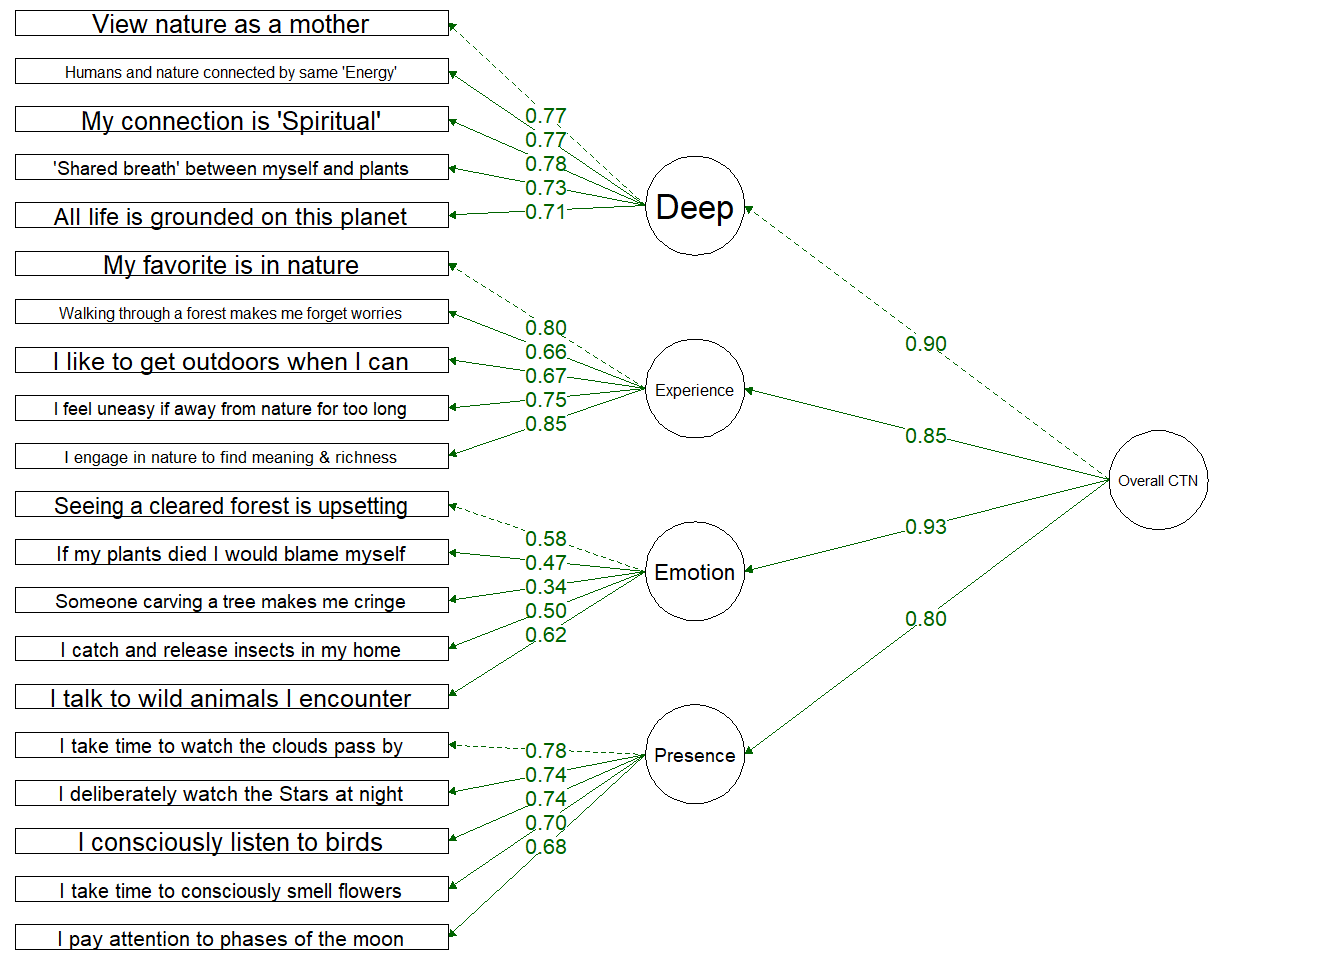 View nature as a mother
Humans and nature connected by same 'Energy'
My connection is 'Spiritual'
'Shared breath' between myself and plants
All life is grounded on this planet
My favorite is in nature
Walking through a forest makes me forget worries
I like to get outdoors when I can
I feel uneasy if away from nature for too long
I engage in nature to find meaning & richness
Seeing a cleared forest is upsetting
If my plants died I would blame myself
Someone carving a tree makes me cringe
I catch and release insects in my home
I talk to wild animals I encounter
I take time to watch the clouds pass by
I deliberately watch the Stars at night
I consciously listen to birds
I take time to consciously smell flowers
I pay attention to phases of the moon
0.77
0.77
0.78
0.73
0.71
0.80
0.66
0.67
0.75
0.85
0.58
0.47
0.34
0.50
0.62
0.78
0.74
0.74
0.70
0.68
Deep
Experience
Emotion
Presence
0.90
0.85
0.93
0.80
Overall CTN